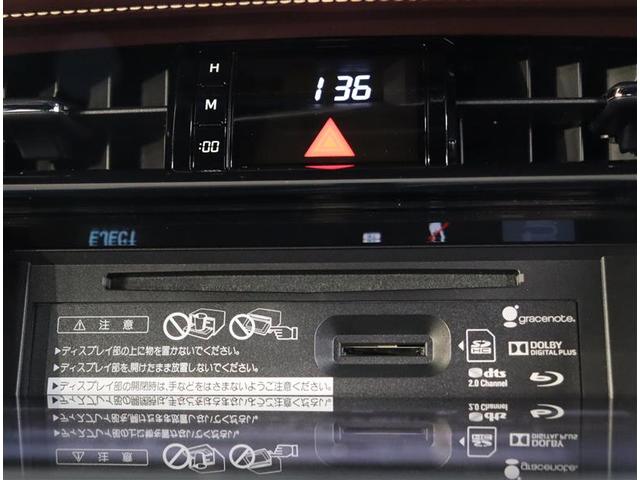 H
1 36
M
:00
⚠ 注 意
gracenote.
▶ディスプレイ部の上に物を置かないでください。
DOLBY
DIGITAL PLUS
▶ディスプレイ部を、開けたまま放置しないでください。
▶ディスプレイ部の開閉時は、手などをはさまないようご注意ください。
dts
2.0 Channel